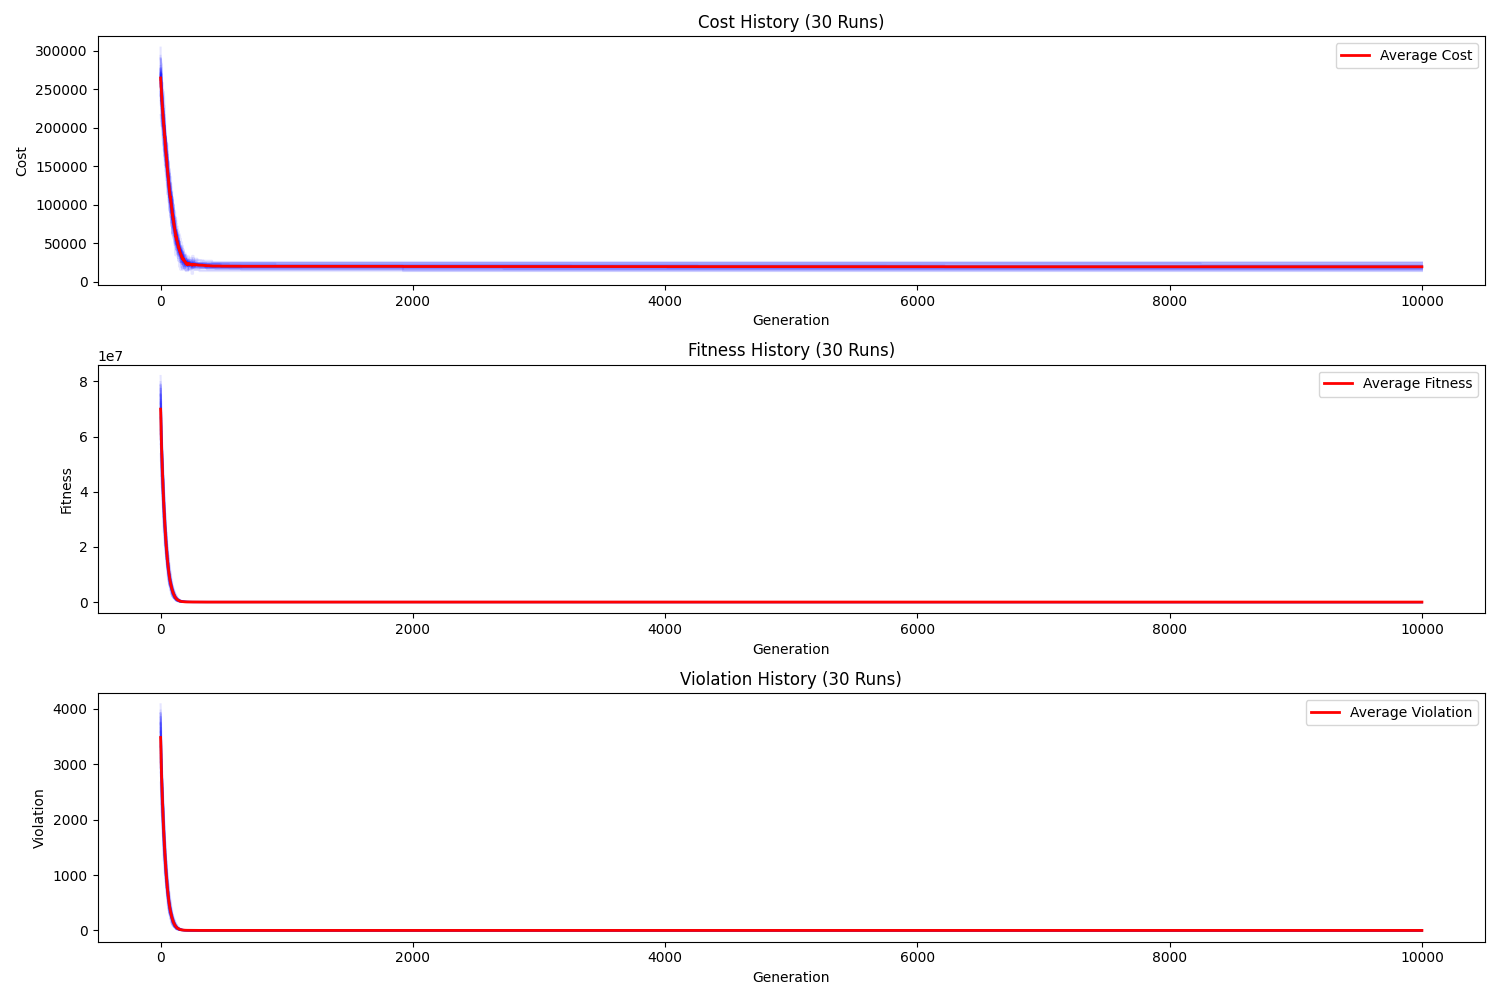 Cost History (30 Runs)
300000
250000
200000
150000
100000
50000
0
Cost
Average Cost
0 2000 4000 6000 8000 10000
Generation
Fitness History (30 Runs)
1e7
8
6
4
2
0
Fitness
Average Fitness
0 2000 4000 6000 8000 10000
Generation
Violation History (30 Runs)
4000
3000
2000
1000
0
Violation
Average Violation
0 2000 4000 6000 8000 10000
Generation